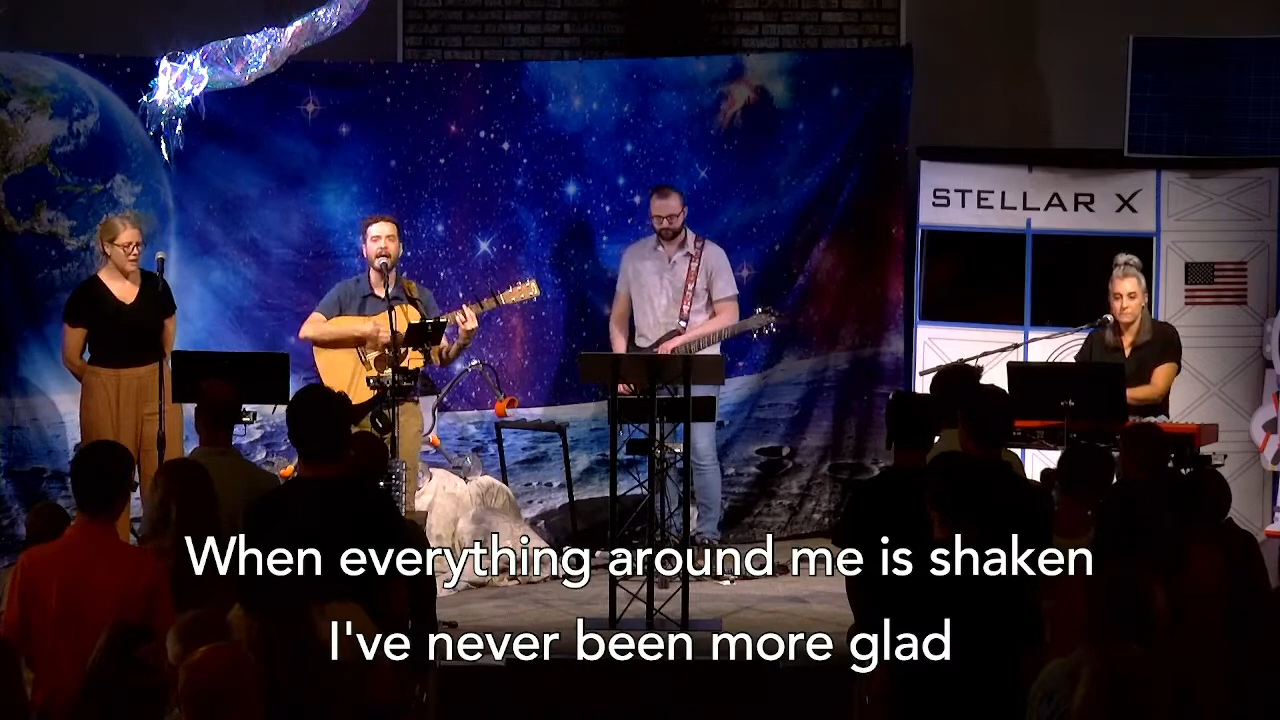 STELLAR X
When everything around me is shaken
I've never been more glad